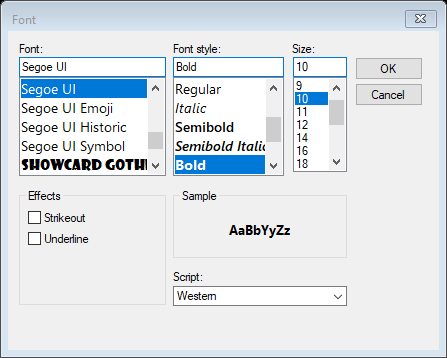 Font
Font:
Segoe UI
Segoe UI
Segoe UI Emoji
Segoe UI Historic
Segoe UI Symbol
SHOWCARD GOTHI
Font style:
Bold
Regular
Italic
Semibold
Semibold Italic
Bold
Size:
10
9
10
11
12
14
16
18
OK
Cancel
Effects
Strikeout
Underline
Sample
AaBbYyZz
Script:
Western